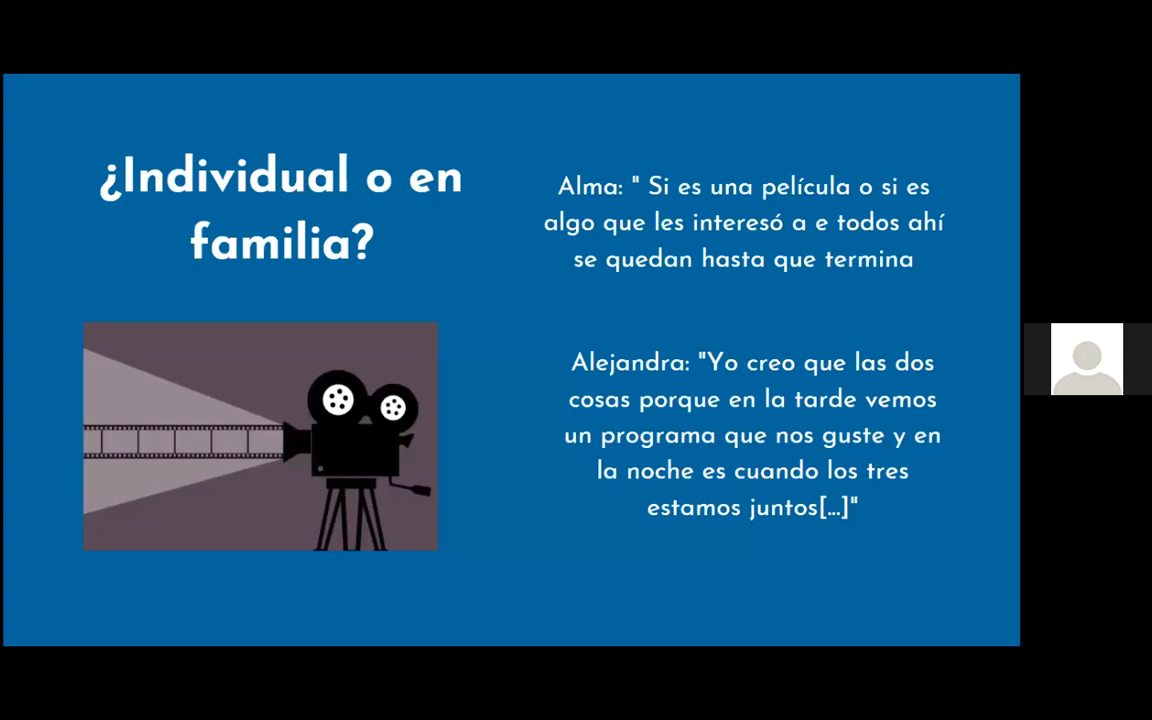 ¿Individual o en
familia?
Alma: " Si es una película o si es
algo que les interesó a e todos ahí
se quedan hasta que termina
Alejandra: "Yo creo que las dos
cosas porque en la tarde vemos
un programa que nos guste y en
la noche es cuando los tres
estamos juntos[...]"